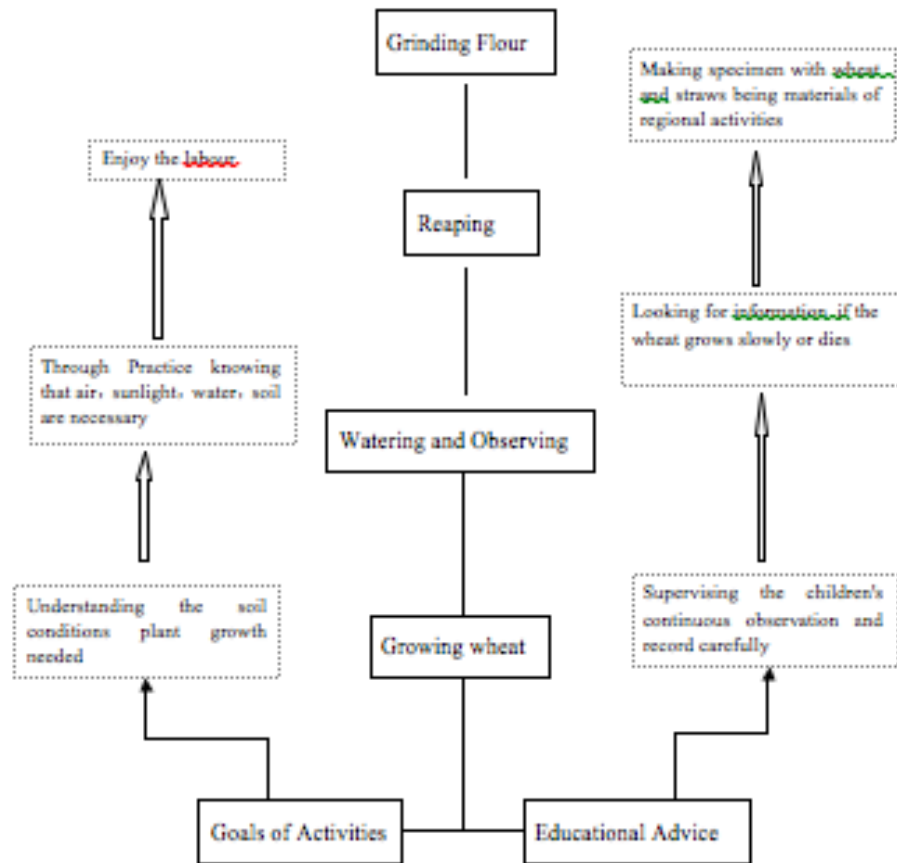 Grinding Flour
Making specimen with wheat
and straws being materials of
regional activities
Enjoy the labour
Reaping
Looking for information if the
wheat grows slowly or dies
Through Practice knowing
that air, sunlight, water, soil
are necessary
Watering and Observing
Understanding the soil
conditions plant growth
needed
Supervising the children's
continuous observation and
record carefully
Growing wheat
Goals of Activities
Educational Advice